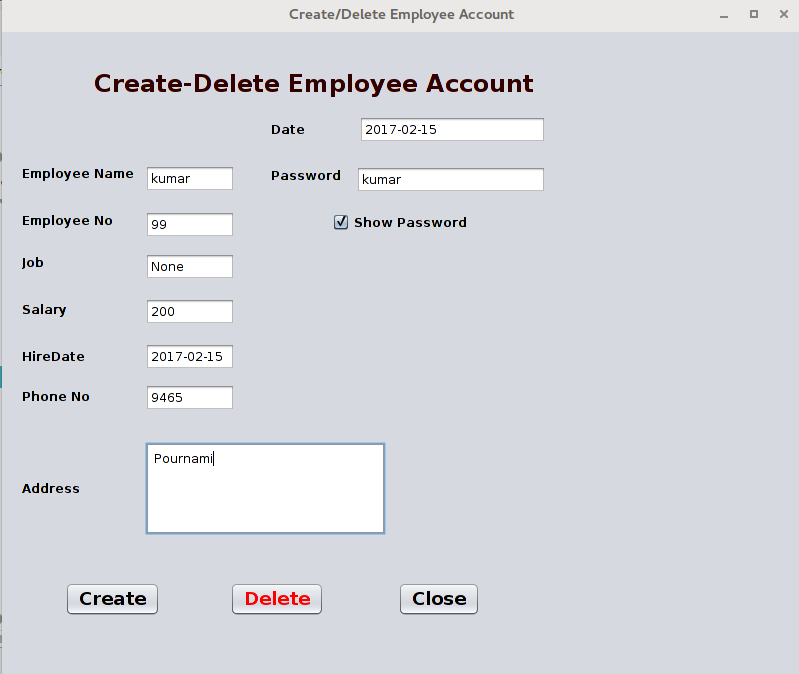 Create/Delete Employee Account
Create-Delete Employee Account
Date 2017-02-15
Employee Name kumar Password kumar
Employee No 99 Show Password
Job None
Salary 200
HireDate 2017-02-15
Phone No 9465
Address Pournami
Create Delete Close